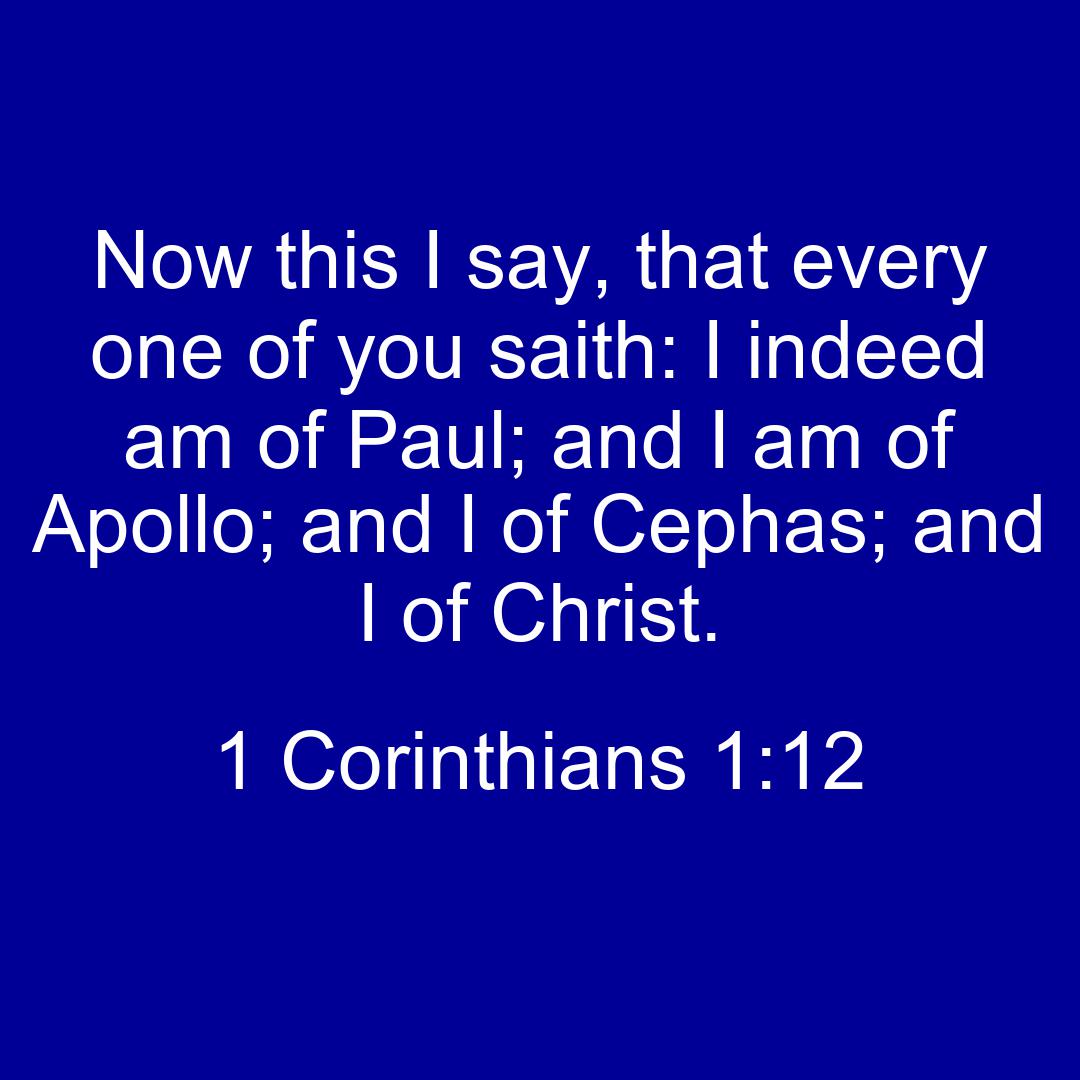 Now this I say, that every
one of you saith: I indeed
am of Paul; and I am of
Apollo; and I of Cephas; and
I of Christ.
1 Corinthians 1:12